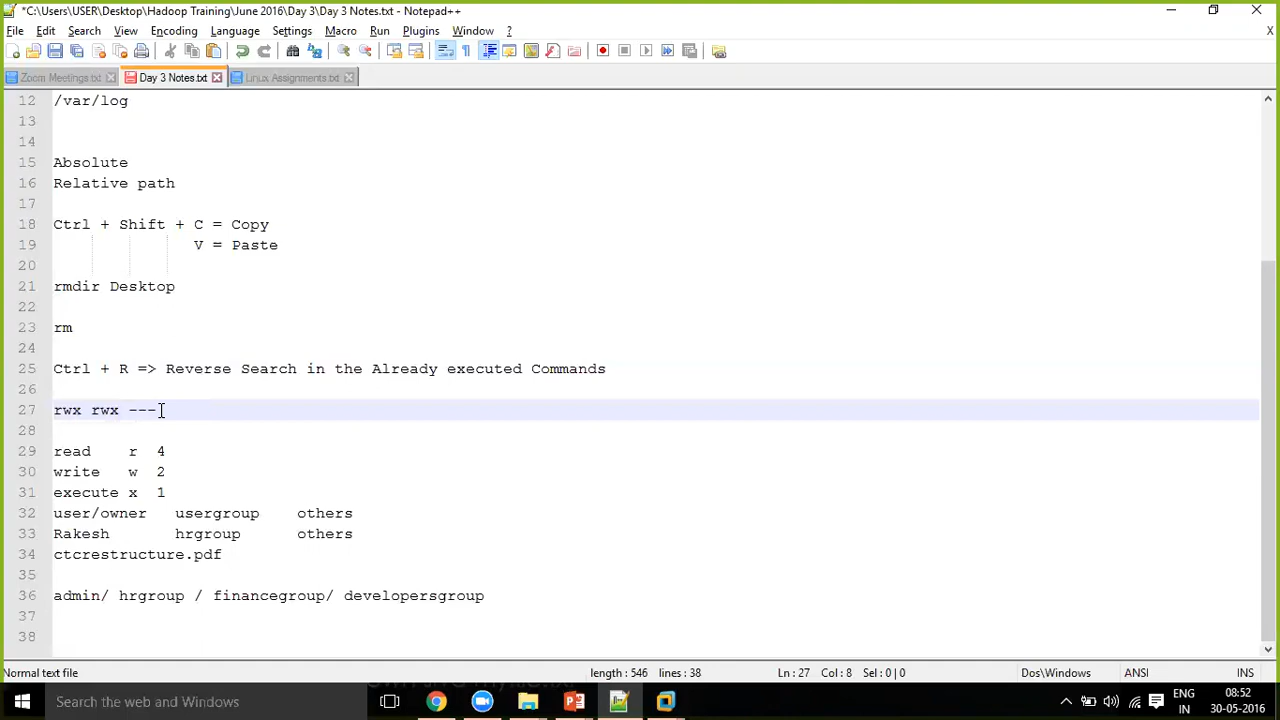 *C:\Users\USER\Desktop\Hadoop Training\June 2016\Day 3\Day 3 Notes.txt - Notepad++
File Edit Search View Encoding Language Settings Macro Run Plugins Window ? X
Zoom Meetings.txt Day 3 Notes.txt Linux Assignments.txt
12 /var/log
13
14
15 Absolute
16 Relative path
17
18 Ctrl + Shift + C = Copy
19 V = Paste
20
21 rmdir Desktop
22
23 rm
24
25 Ctrl + R => Reverse Search in the Already executed Commands
26
27 rwx rwx ---
28
29 read r 4
30 write w 2
31 execute x 1
32 user/owner usergroup others
33 Rakesh hrgroup others
34 ctcrestructure.pdf
35
36 admin/ hrgroup / financegroup/ developersgroup
37
38
Normal text file length : 546 lines : 38 Ln : 27 Col : 8 Sel : 0 | 0 Dos\Windows ANSI INS
Search the web and Windows
ENG 08:52
IN 30-05-2016